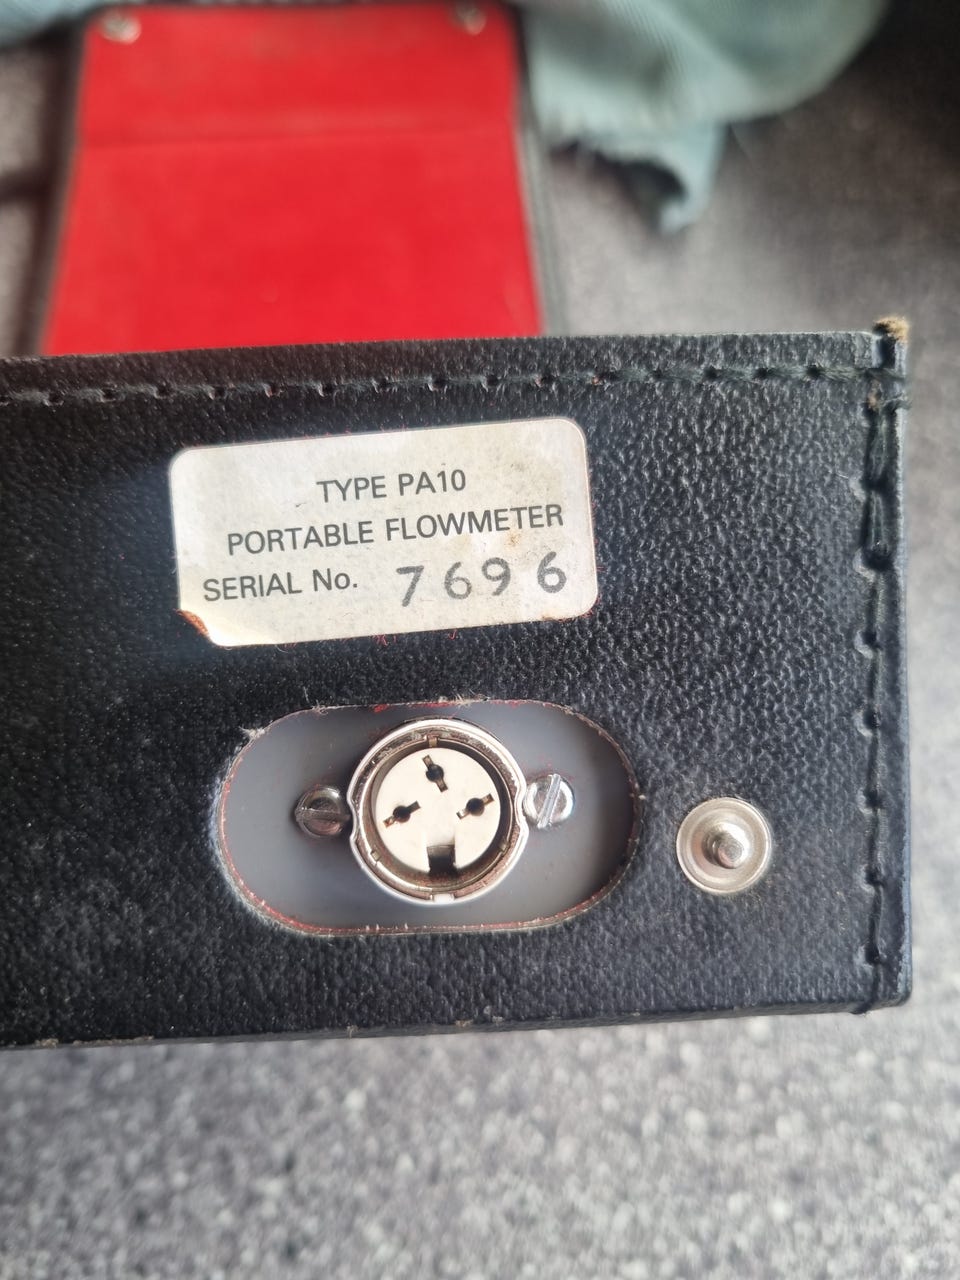 TYPE PA10
PORTABLE FLOWMETER
SERIAL No. 7696